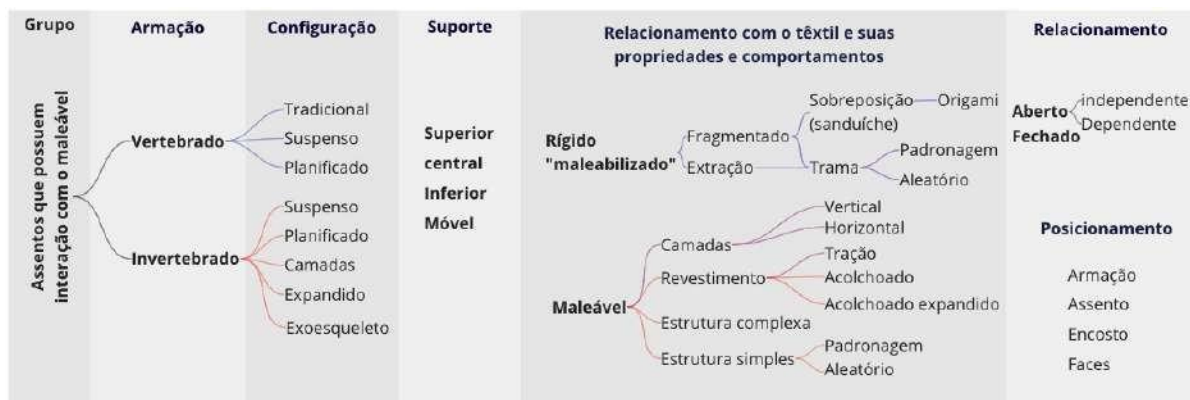 Grupo
Assentos que possuem
interação com o maleável
Armação
Vertebrado
Invertebrado
Configuração
Tradicional
Suspenso
Planificado
Suspenso
Planificado
Camadas
Expandido
Exoesqueleto
Suporte
Superior
central
Inferior
Móvel
Relacionamento com o têxtil e suas
propriedades e comportamentos
Rígido
"maleabilizado"
Fragmentado
Extração
Sobreposição
(sanduíche)
Origami
Trama
Padronagem
Aleatório
Maleável
Camadas
Vertical
Horizontal
Revestimento
Tração
Acolchoado
Acolchoado expandido
Estrutura complexa
Estrutura simples
Padronagem
Aleatório
Relacionamento
Aberto
Fechado
independente
Dependente
Posicionamento
Armação
Assento
Encosto
Faces